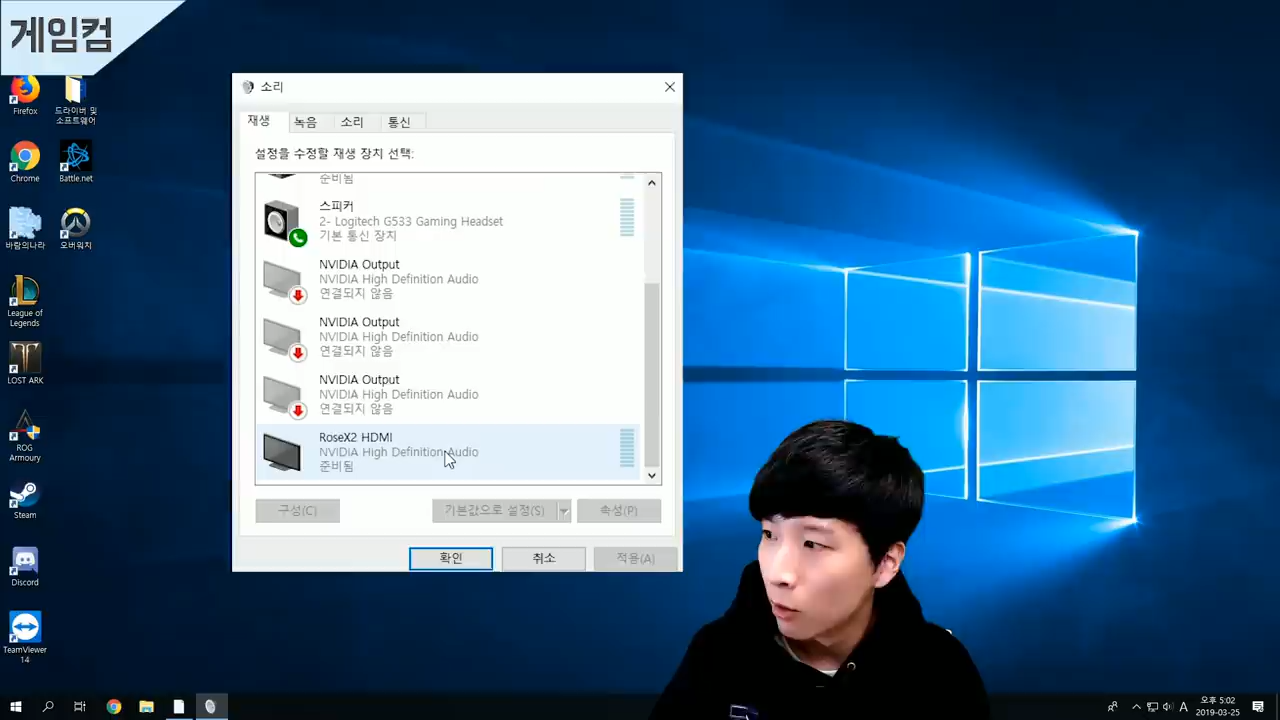 게임컴
Firefox
드라이버 및
소프트웨어
Chrome
Battle.net
바람의나라
오버워치
League of
Legends
LOST ARK
ROG
Armoury
Steam
Discord
TeamViewer
14
소리
재생
녹음
소리
통신
설정을 수정할 재생 장치 선택:
준비됨
스피커
2- Logitech G533 Gaming Headset
기본 통신 장치
NVIDIA Output
NVIDIA High Definition Audio
연결되지 않음
NVIDIA Output
NVIDIA High Definition Audio
연결되지 않음
NVIDIA Output
NVIDIA High Definition Audio
연결되지 않음
RoseX2 HDMI
NVIDIA High Definition Audio
준비됨
구성(C)
기본값으로 설정(S)
속성(P)
확인
취소
적용(A)
A
오후 5:02
2019-03-25